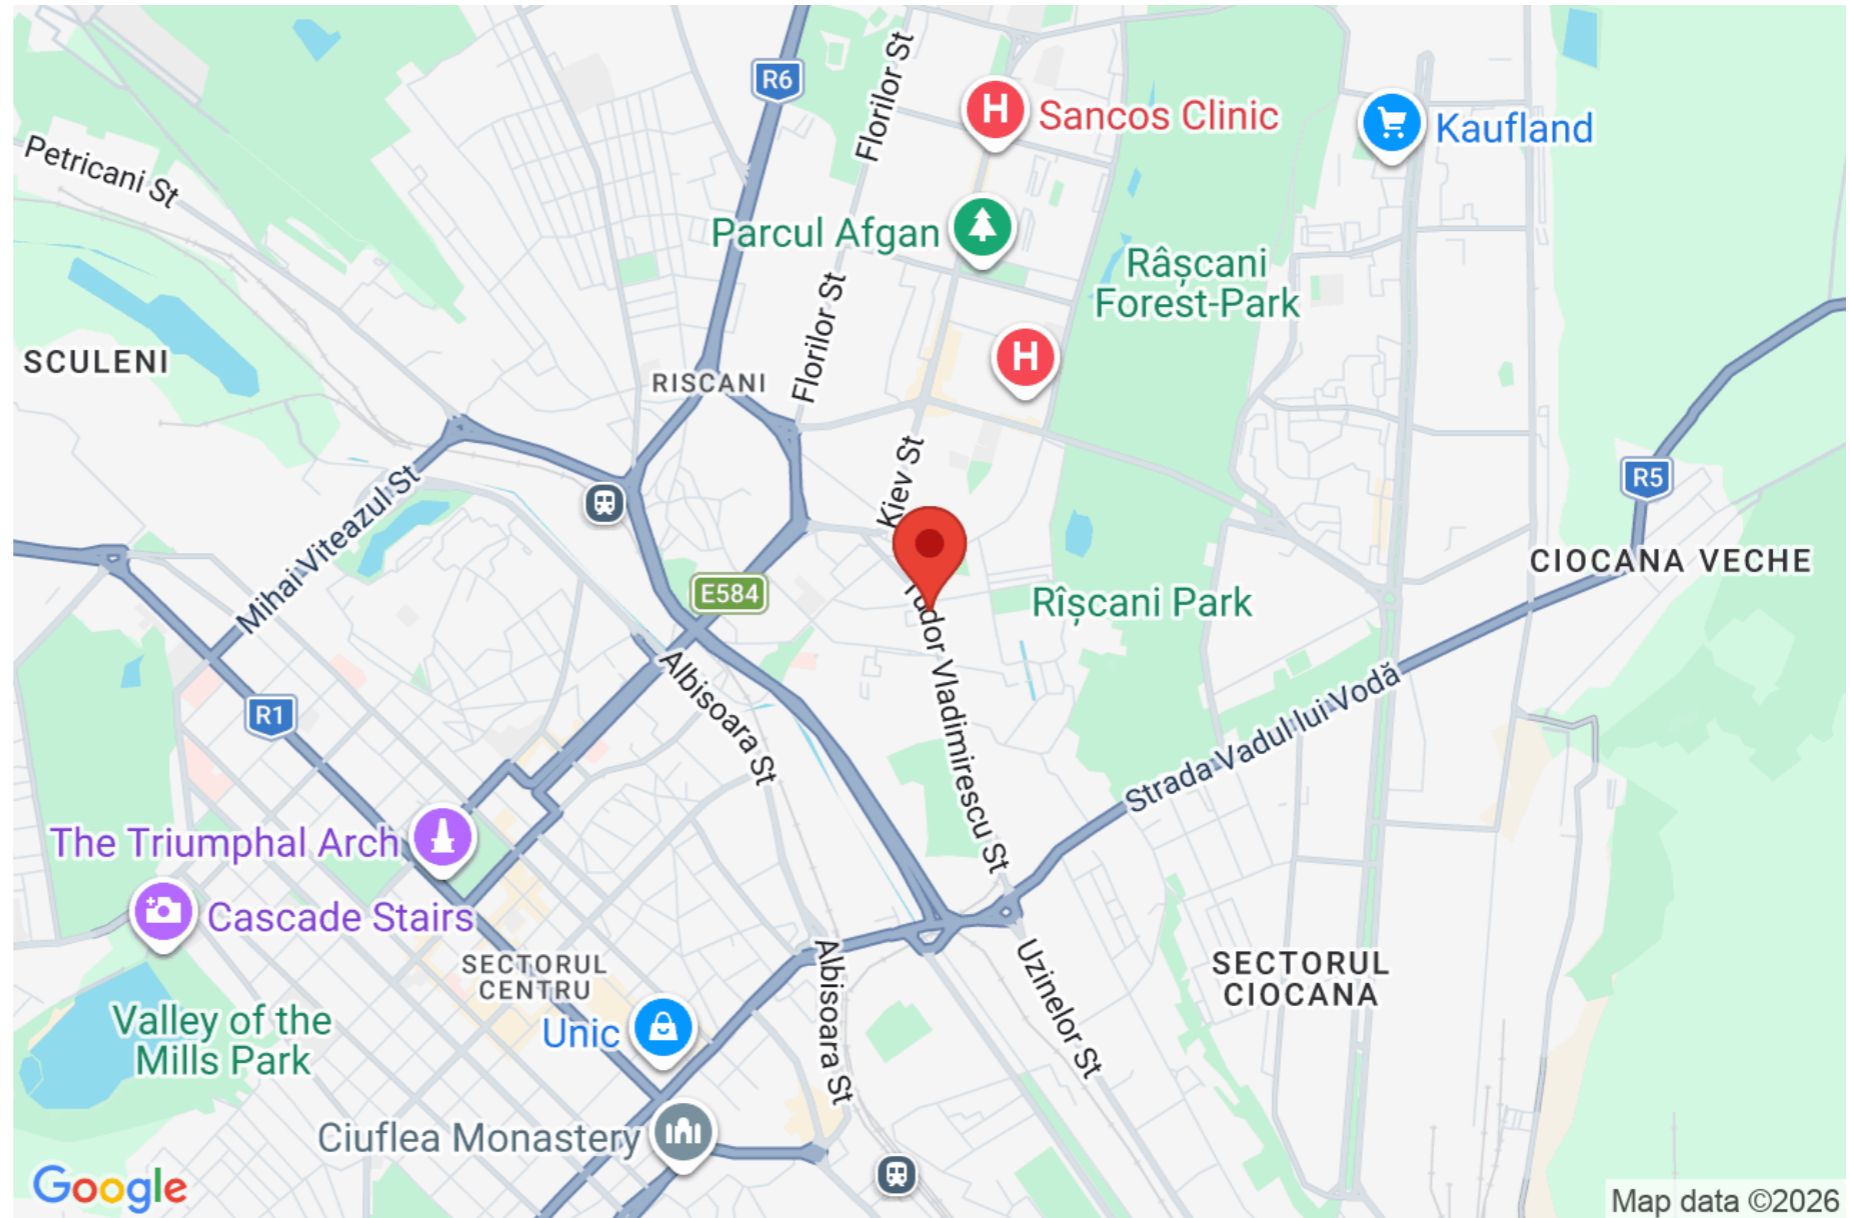 R6
Florilor St
H
Sancos Clinic
Kaufland
Petricani St
Parcul Afgan
Râșcani
Forest-Park
Florilor St
SCULENI
RISCANI
H
Kiev St
R5
Mihai Viteazul St
CIOCANA VECHE
E584
Rîșcani Park
Tudor Vladimirescu St
Albisoara St
R1
Strada Vadul lui Vodă
The Triumphal Arch
Cascade Stairs
SECTORUL
CENTRU
Albisoara St
Uzinelor St
SECTORUL
CIOCANA
Valley of the
Mills Park
Unic
Ciuflea Monastery
Google
Map data ©2026